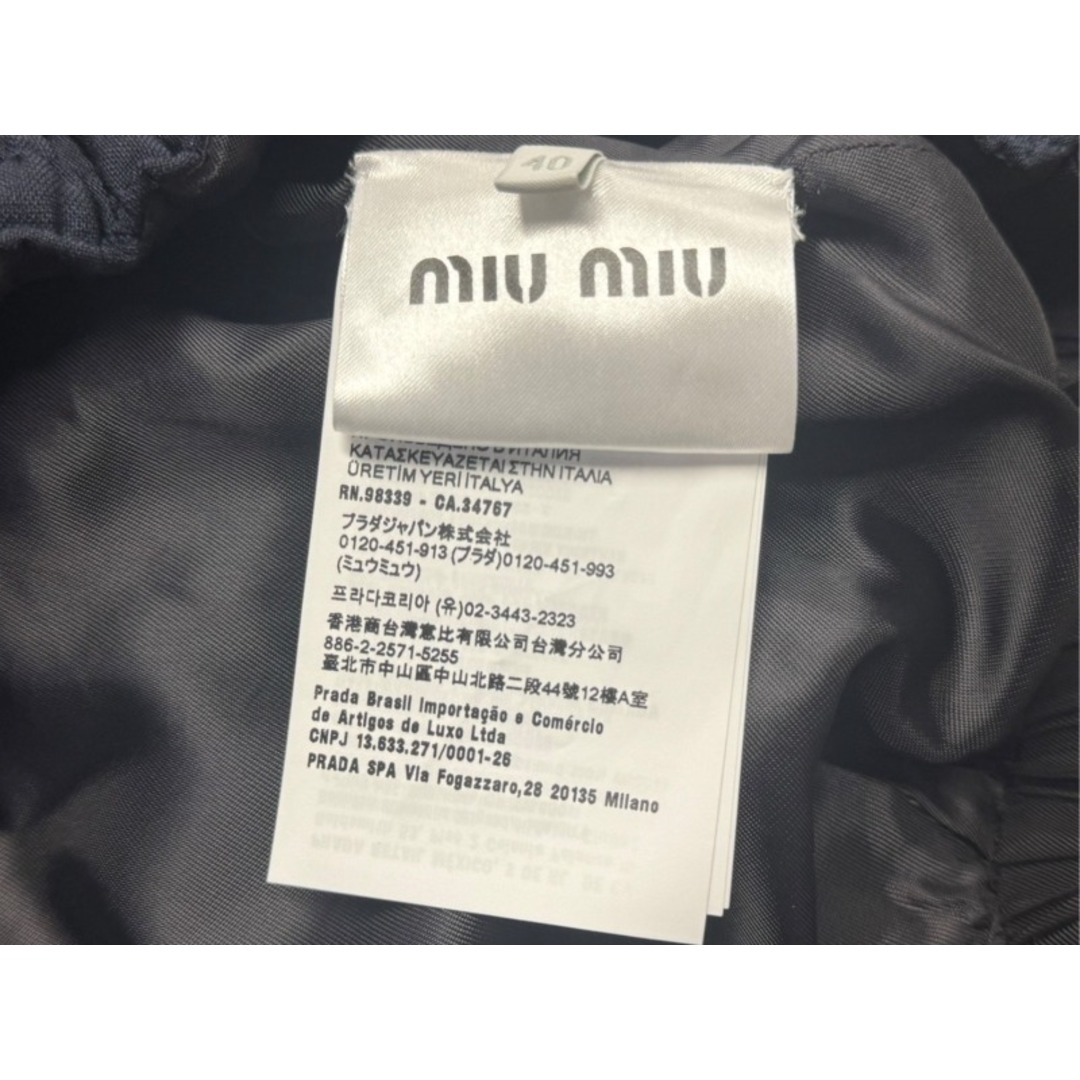 40
miu miu
В ИТАЛИЯ
ΚΑΤΑΣΚΕΥΑΖΕΤΑΙ ΣΤΗΝ ΙΤΑΛΙΑ
ÜRETİM YERİ İTALYA
RN.98339 - CA.34767
プラダジャパン株式会社
0120-451-913 (プラダ)0120-451-993
(ミュウミュウ)
프라다코리아 (유)02-3443-2323
香港商台灣惠比有限公司台灣分公司
886-2-2571-5255
臺北市中山區中山北路二段44號12樓A室
Prada Brasil Importação e Comércio
de Artigos de Luxo Ltda
CNPJ 13.633.271/0001-26
PRADA SPA Via Fogazzaro,28 20135 Milano